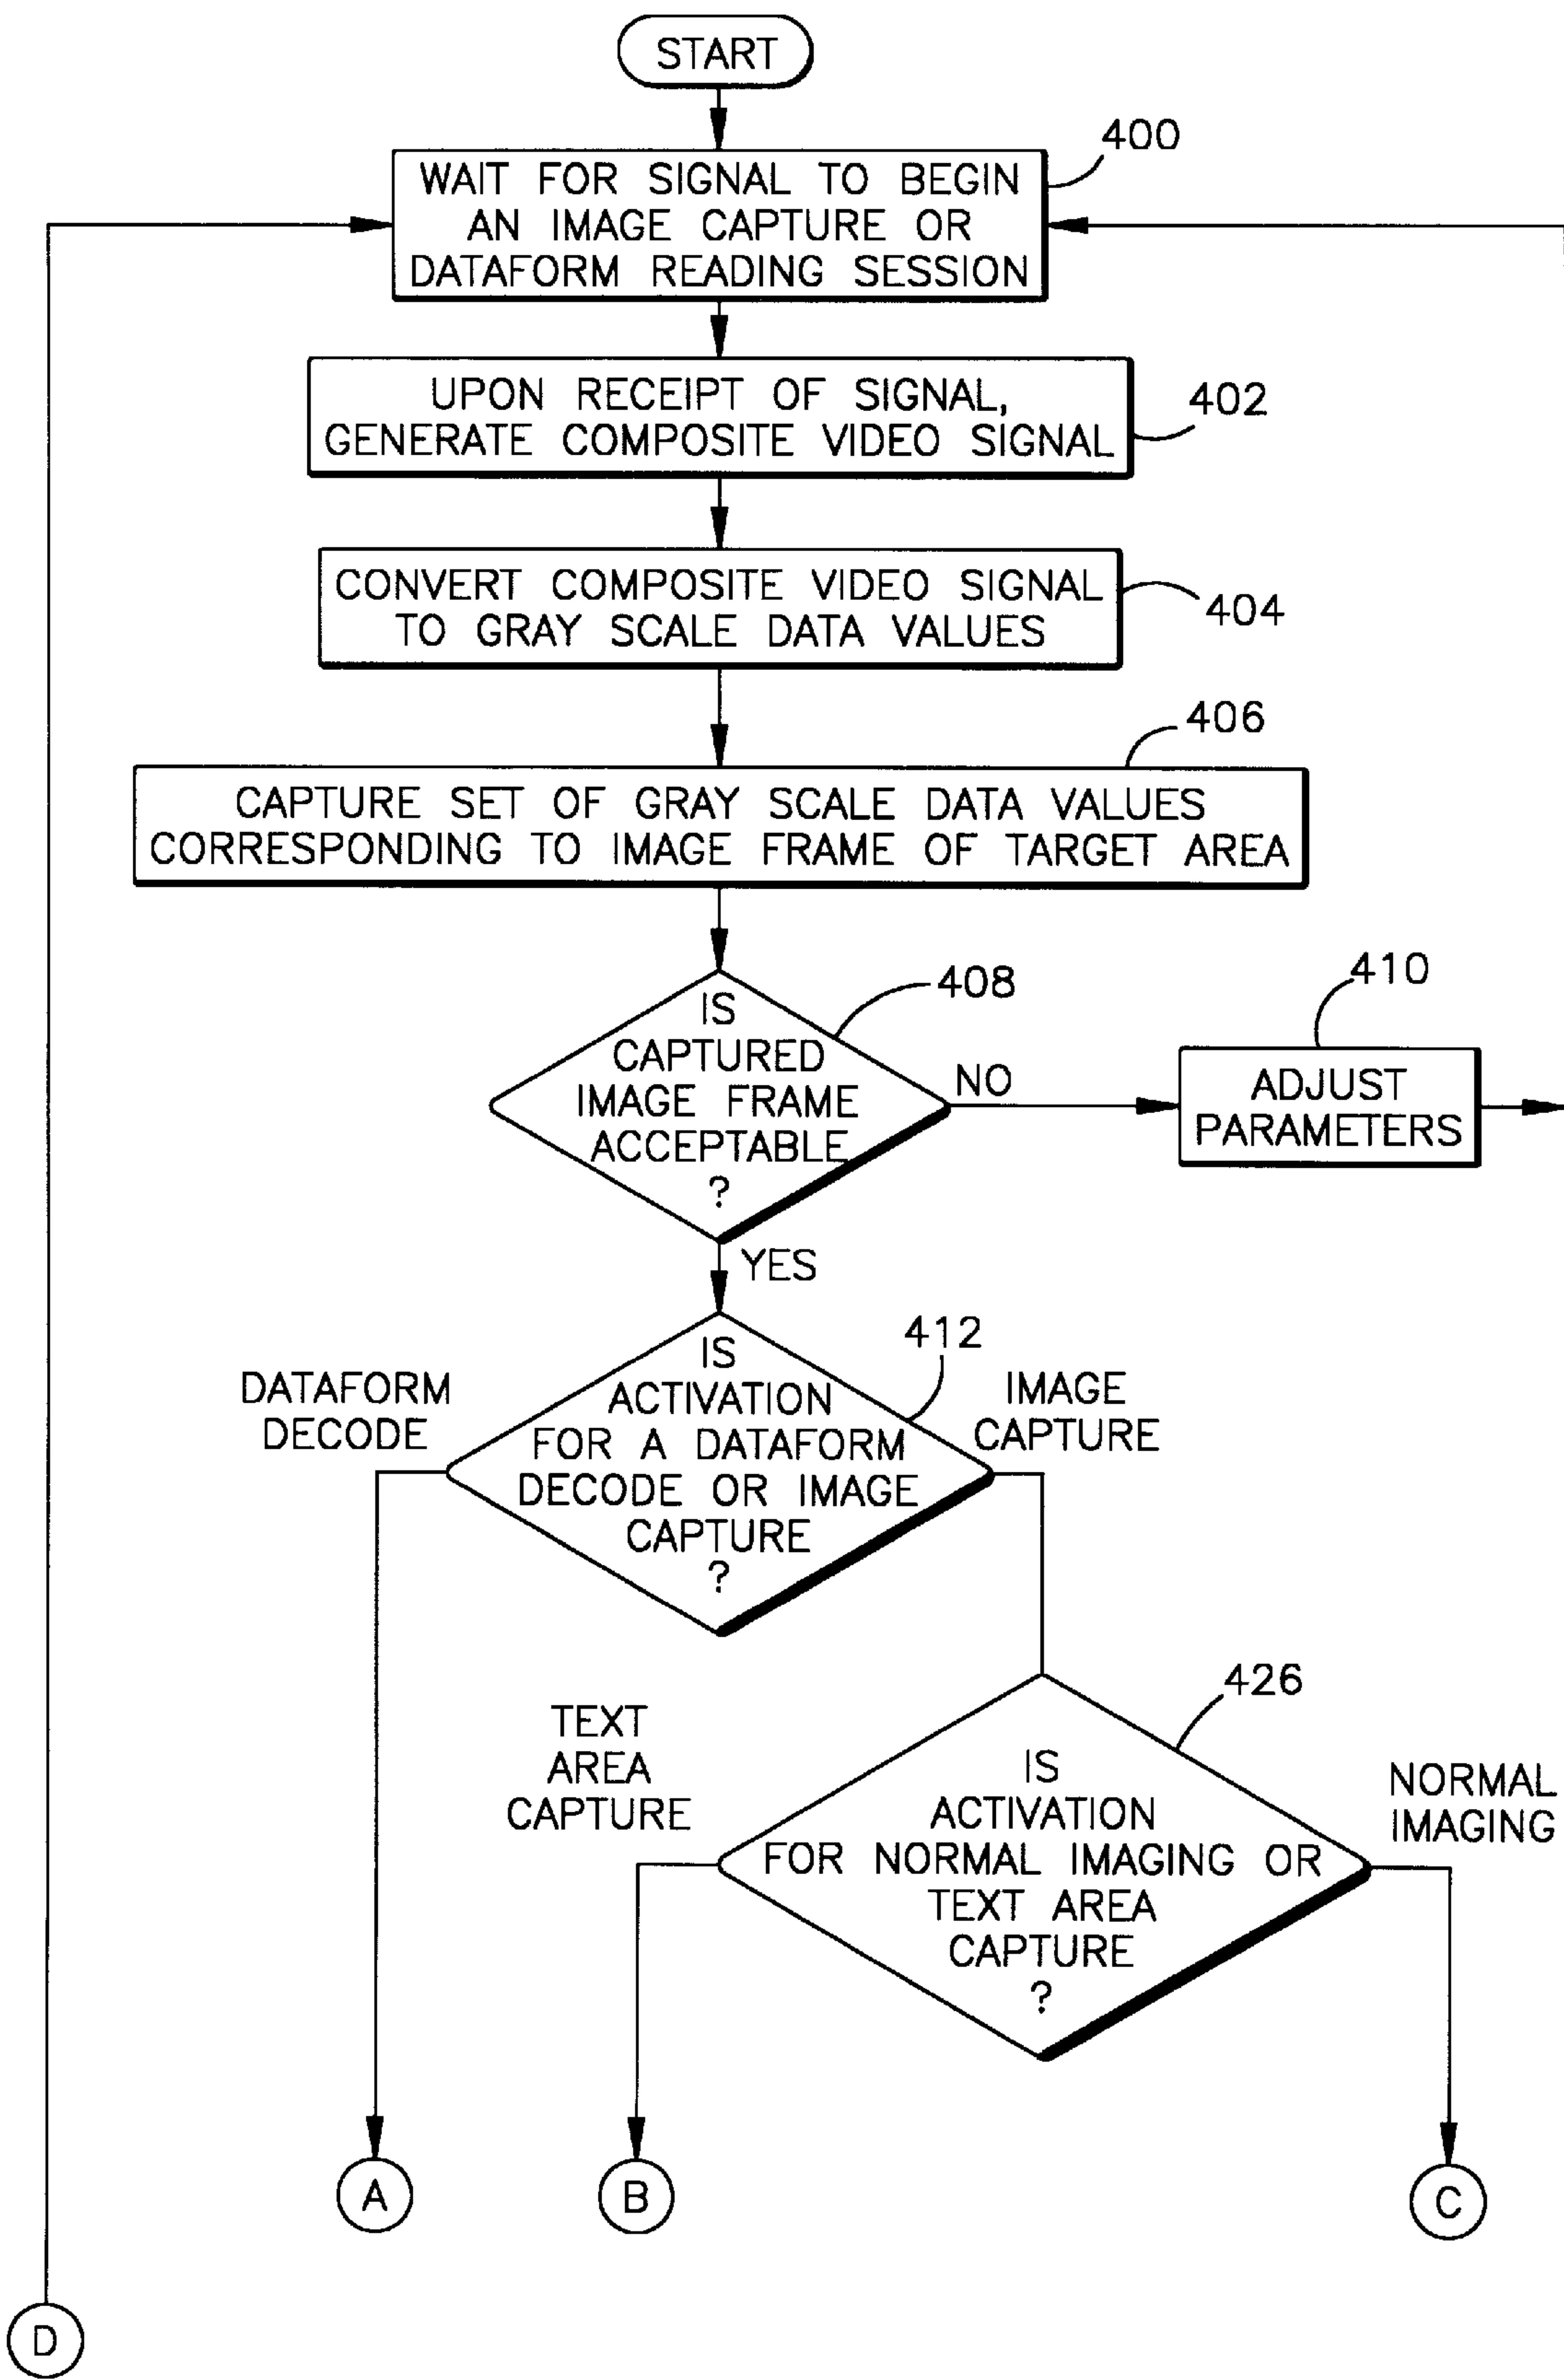 START
400
WAIT FOR SIGNAL TO BEGIN
AN IMAGE CAPTURE OR
DATAFORM READING SESSION
UPON RECEIPT OF SIGNAL,
GENERATE COMPOSITE VIDEO SIGNAL
402
CONVERT COMPOSITE VIDEO SIGNAL
TO GRAY SCALE DATA VALUES
404
406
CAPTURE SET OF GRAY SCALE DATA VALUES
CORRESPONDING TO IMAGE FRAME OF TARGET AREA
408
IS
CAPTURED
IMAGE FRAME
ACCEPTABLE
?
NO
410
ADJUST
PARAMETERS
YES
412
DATAFORM
DECODE
IS
ACTIVATION
FOR A DATAFORM
DECODE OR IMAGE
CAPTURE
?
IMAGE
CAPTURE
426
TEXT
AREA
CAPTURE
IS
ACTIVATION
FOR NORMAL IMAGING OR
TEXT AREA
CAPTURE
?
NORMAL
IMAGING
A
B
C
D